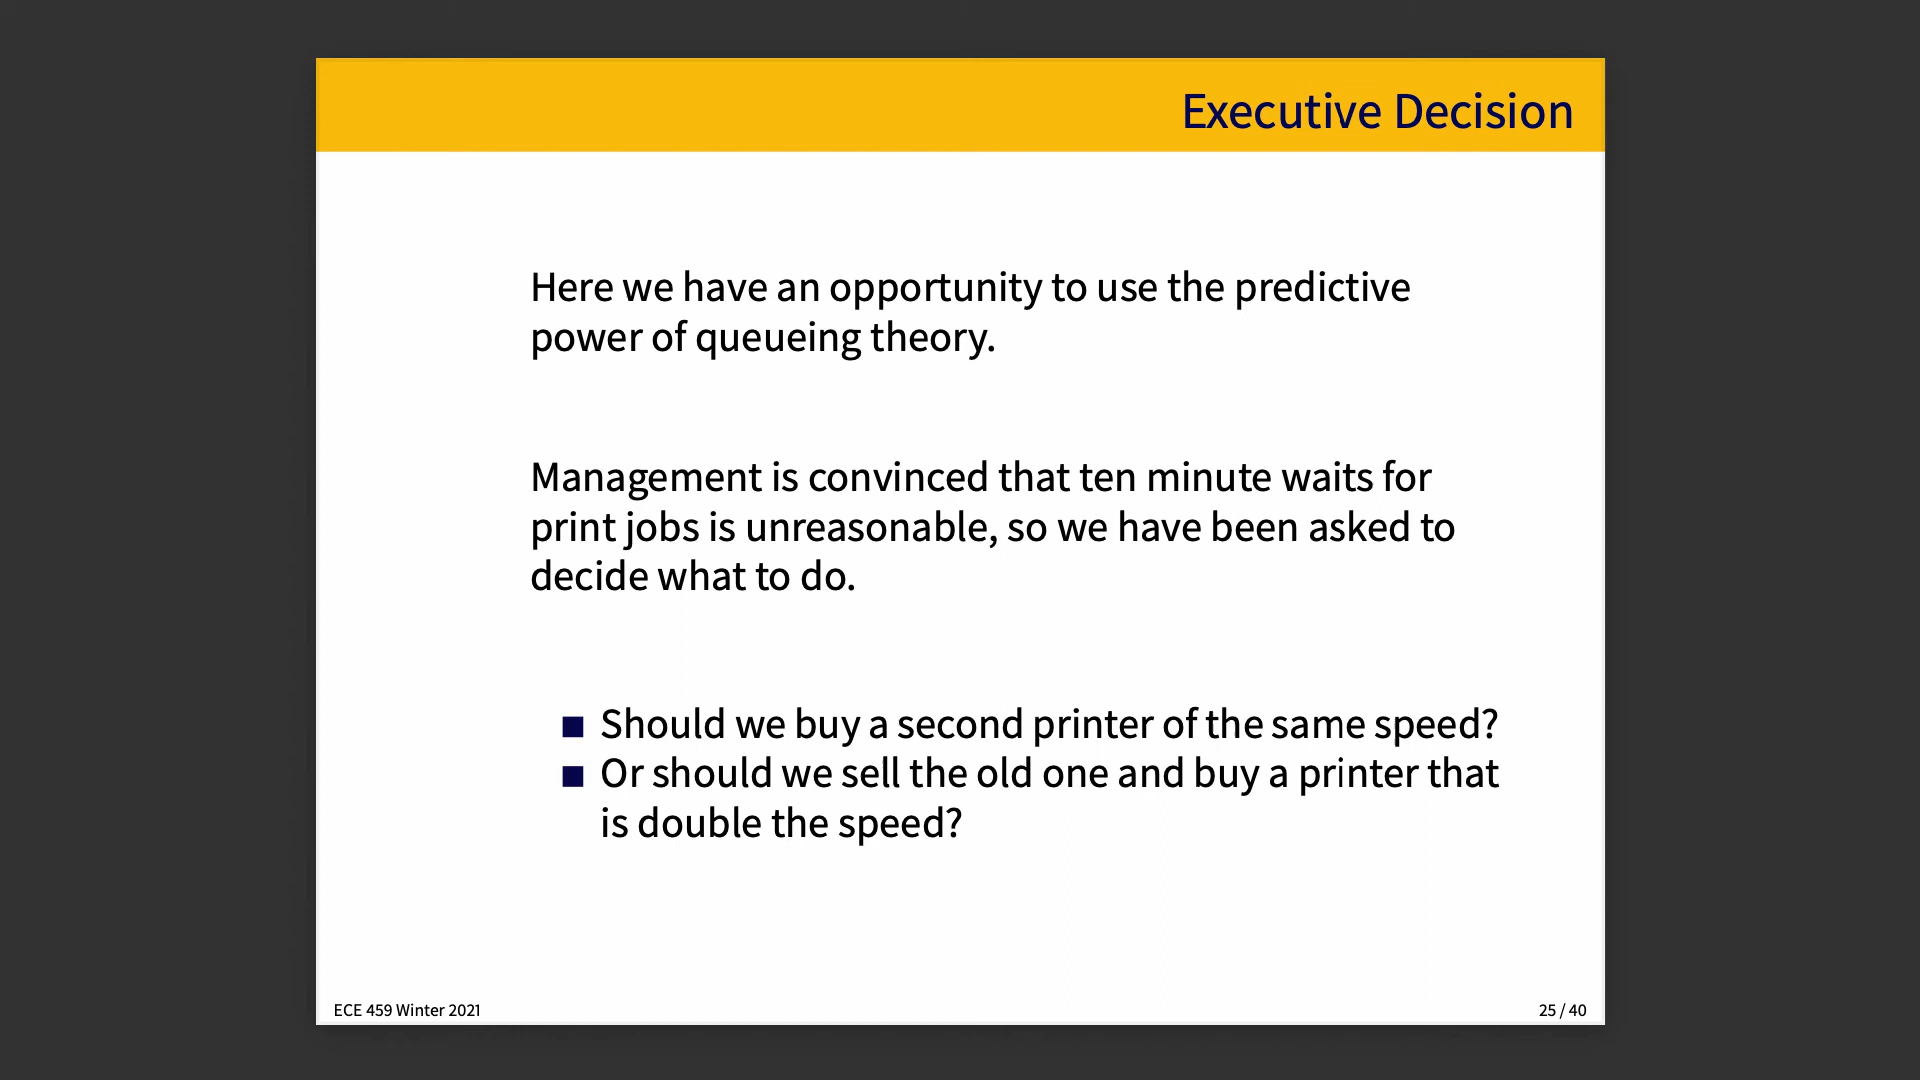 Executive Decision
Here we have an opportunity to use the predictive
power of queueing theory.
Management is convinced that ten minute waits for
print jobs is unreasonable, so we have been asked to
decide what to do.
■ Should we buy a second printer of the same speed?
■ Or should we sell the old one and buy a printer that
is double the speed?
ECE 459 Winter 2021
25 / 40